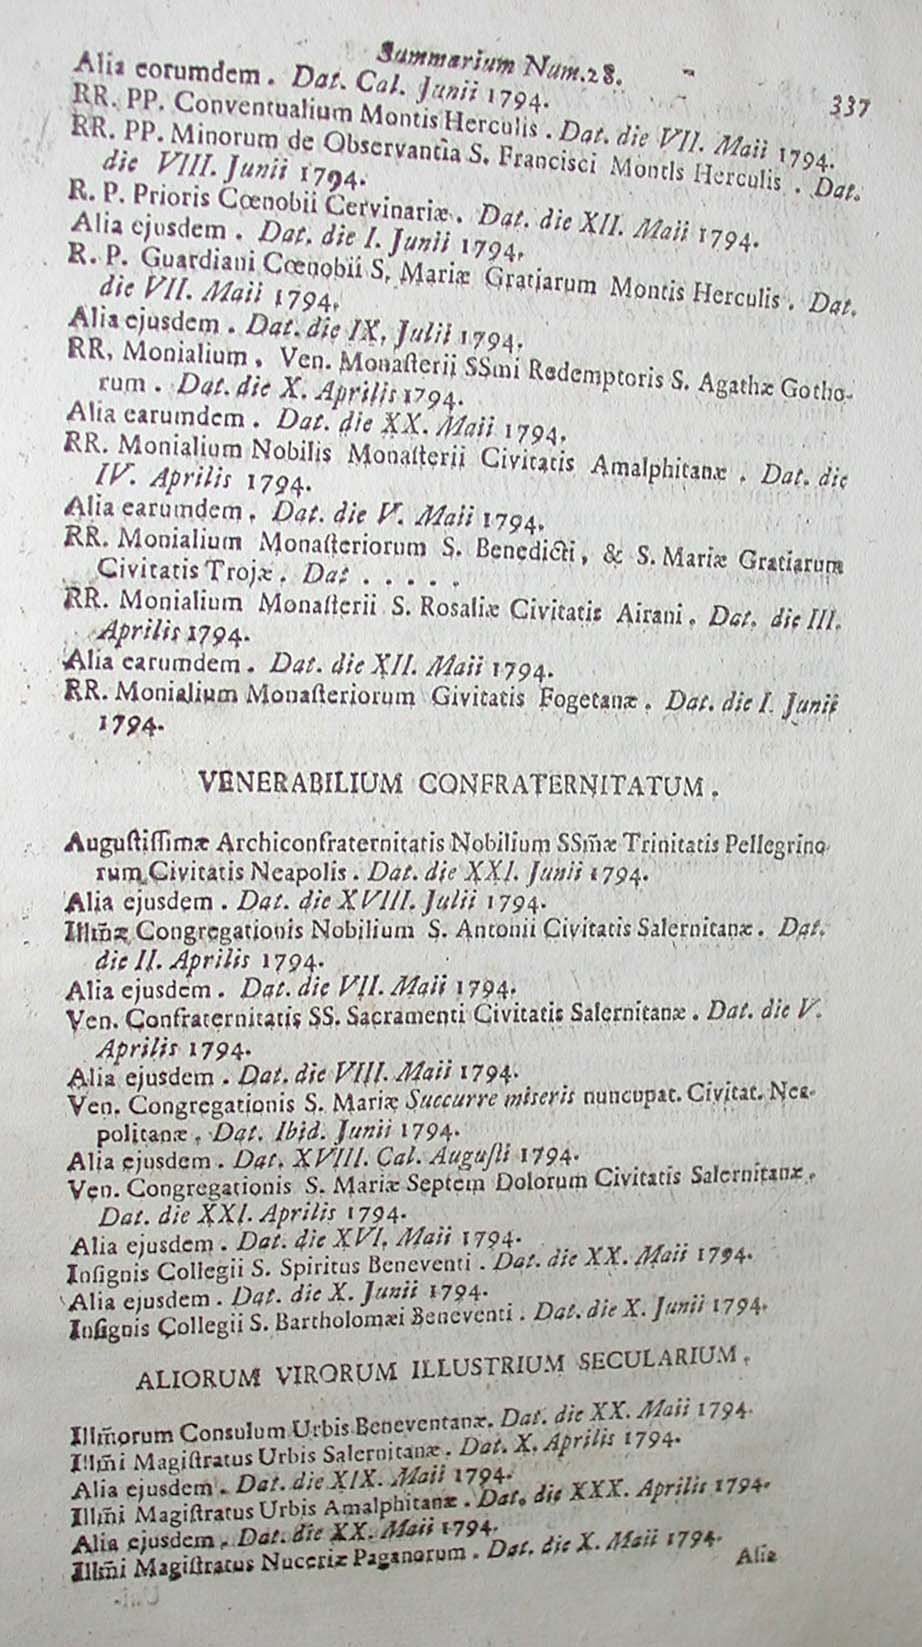 Summarium Num.28.
337
Alia eorumdem. Dat. Cal. Junii 1794.
RR. PP. Conventualium Montis Herculis. Dat. die VII. Maii 1794.
RR. PP. Minorum de Observantia S. Francisci Montis Herculis. Dat.
die VIII. Junii 1794.
R. P. Prioris Cœnobii Cervinariæ. Dat. die XII. Maii 1794.
Alia ejusdem. Dat. die I. Junii 1794.
R. P. Guardiani Cœnobii S. Mariæ Gratiarum Montis Herculis. Dat.
die VII. Maii 1794.
Alia ejusdem. Dat. die IX. Julii 1794.
RR. Monialium. Ven. Monaſterii SSmi Redemptoris S. Agathæ Gotho-
rum. Dat. die X. Aprilis 1794.
Alia earumdem. Dat. die XX. Maii 1794.
RR. Monialium Nobilis Monaſterii Civitatis Amalphitanæ. Dat. die
IV. Aprilis 1794.
Alia earumdem. Dat. die V. Maii 1794.
RR. Monialium Monaſteriorum S. Benedicti, & S. Mariæ Gratiarum
Civitatis Trojæ. Dat . . . . .
RR. Monialium Monaſterii S. Rosaliæ Civitatis Airani. Dat. die III.
Aprilis 1794.
Alia earumdem. Dat. die XII. Maii 1794.
RR. Monialium Monaſteriorum Givitatis Fogetanæ. Dat. die I. Junii
1794.
VENERABILIUM CONFRATERNITATUM.
Auguſtiſſimæ Archiconfraternitatis Nobilium SSm̃æ Trinitatis Pellegrino-
rum Civitatis Neapolis. Dat. die XXI. Junii 1794.
Alia ejusdem. Dat. die XVIII. Julii 1794.
Illm̃æ Congregationis Nobilium S. Antonii Civitatis Salernitanæ. Dat.
die II. Aprilis 1794.
Alia ejusdem. Dat. die VII. Maii 1794.
Ven. Confraternitatis SS. Sacramenti Civitatis Salernitanæ. Dat. die V.
Aprilis 1794.
Alia ejusdem. Dat. die VIII. Maii 1794.
Ven. Congregationis S. Mariæ Succurre miseris nuncupat. Civitat. Nea-
politanæ. Dat. Ibid. Junii 1794.
Alia ejusdem. Dat. XVIII. Cal. Auguſti 1794.
Ven. Congregationis S. Mariæ Septem Dolorum Civitatis Salernitanæ.
Dat. die XXI. Aprilis 1794.
Alia ejusdem. Dat. die XVI. Maii 1794.
Inſignis Collegii S. Spiritus Beneventi. Dat. die XX. Maii 1794.
Alia ejusdem. Dat. die X. Junii 1794.
Inſignis Collegii S. Bartholomæi Beneventi. Dat. die X. Junii 1794.
ALIORUM VIRORUM ILLUSTRIUM SECULARIUM.
Illm̃orum Consulum Urbis Beneventanæ. Dat. die XX. Maii 1794.
Illm̃i Magiſtratus Urbis Salernitanæ. Dat. X. Aprilis 1794.
Alia ejusdem. Dat. die XIX. Maii 1794.
Illm̃i Magiſtratus Urbis Amalphitanæ. Dat. die XXX. Aprilis 1794.
Alia ejusdem. Dat. die XX. Maii 1794.
Illm̃i Magiſtratus Nuceriæ Paganorum. Dat. die X. Maii 1794.
Alia